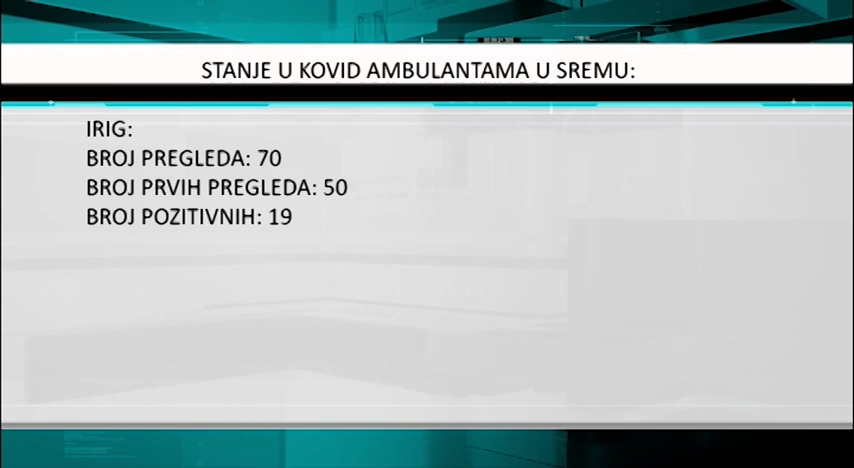 STANJE U KOVID AMBULANTAMA U SREMU:
IRIG:
BROJ PREGLEDA: 70
BROJ PRVIH PREGLEDA: 50
BROJ POZITIVNIH: 19